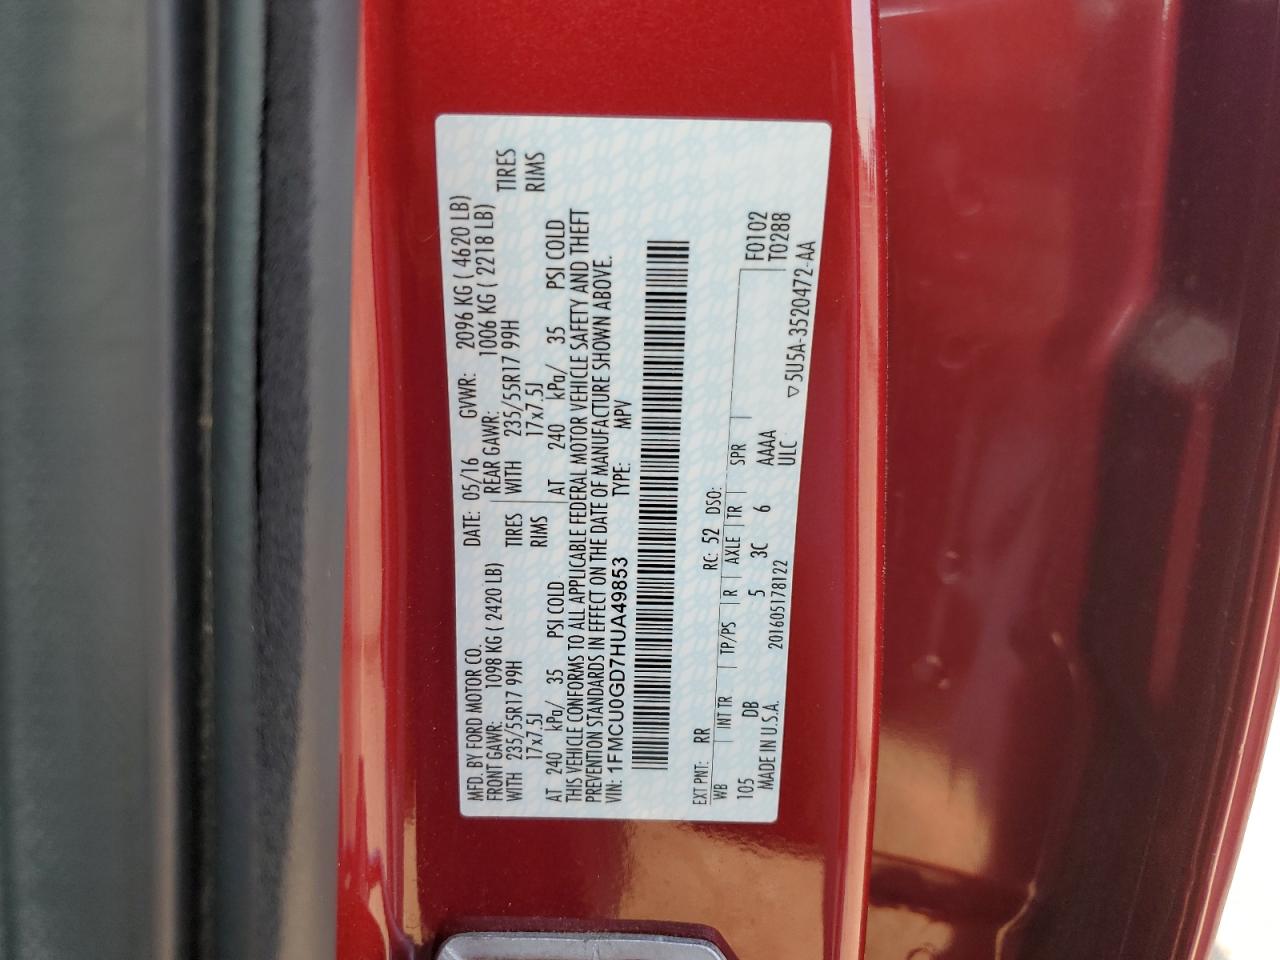 MFD. BY FORD MOTOR CO. DATE: 05/16 GVWR: 2096 KG ( 4620 LB)
FRONT GAWR: 1098 KG ( 2420 LB) REAR GAWR: 1006 KG ( 2218 LB)
WITH 235/55R17 99H TIRES WITH 235/55R17 99H TIRES
17x7.5J RIMS 17x7.5J RIMS
AT 240 kPa/ 35 PSI COLD AT 240 kPa/ 35 PSI COLD
THIS VEHICLE CONFORMS TO ALL APPLICABLE FEDERAL MOTOR VEHICLE SAFETY AND THEFT
PREVENTION STANDARDS IN EFFECT ON THE DATE OF MANUFACTURE SHOWN ABOVE.
VIN: 1FMCU0GD7HUA49853 TYPE: MPV
EXT PNT: RR RC: 52 DSO: F0102
WB INT TR TP/PS R AXLE TR SPR T0288
105 DB 5 3C 6 AAAA
MADE IN U.S.A. 201605178122 ULC ▽5U5A-3520472-AA